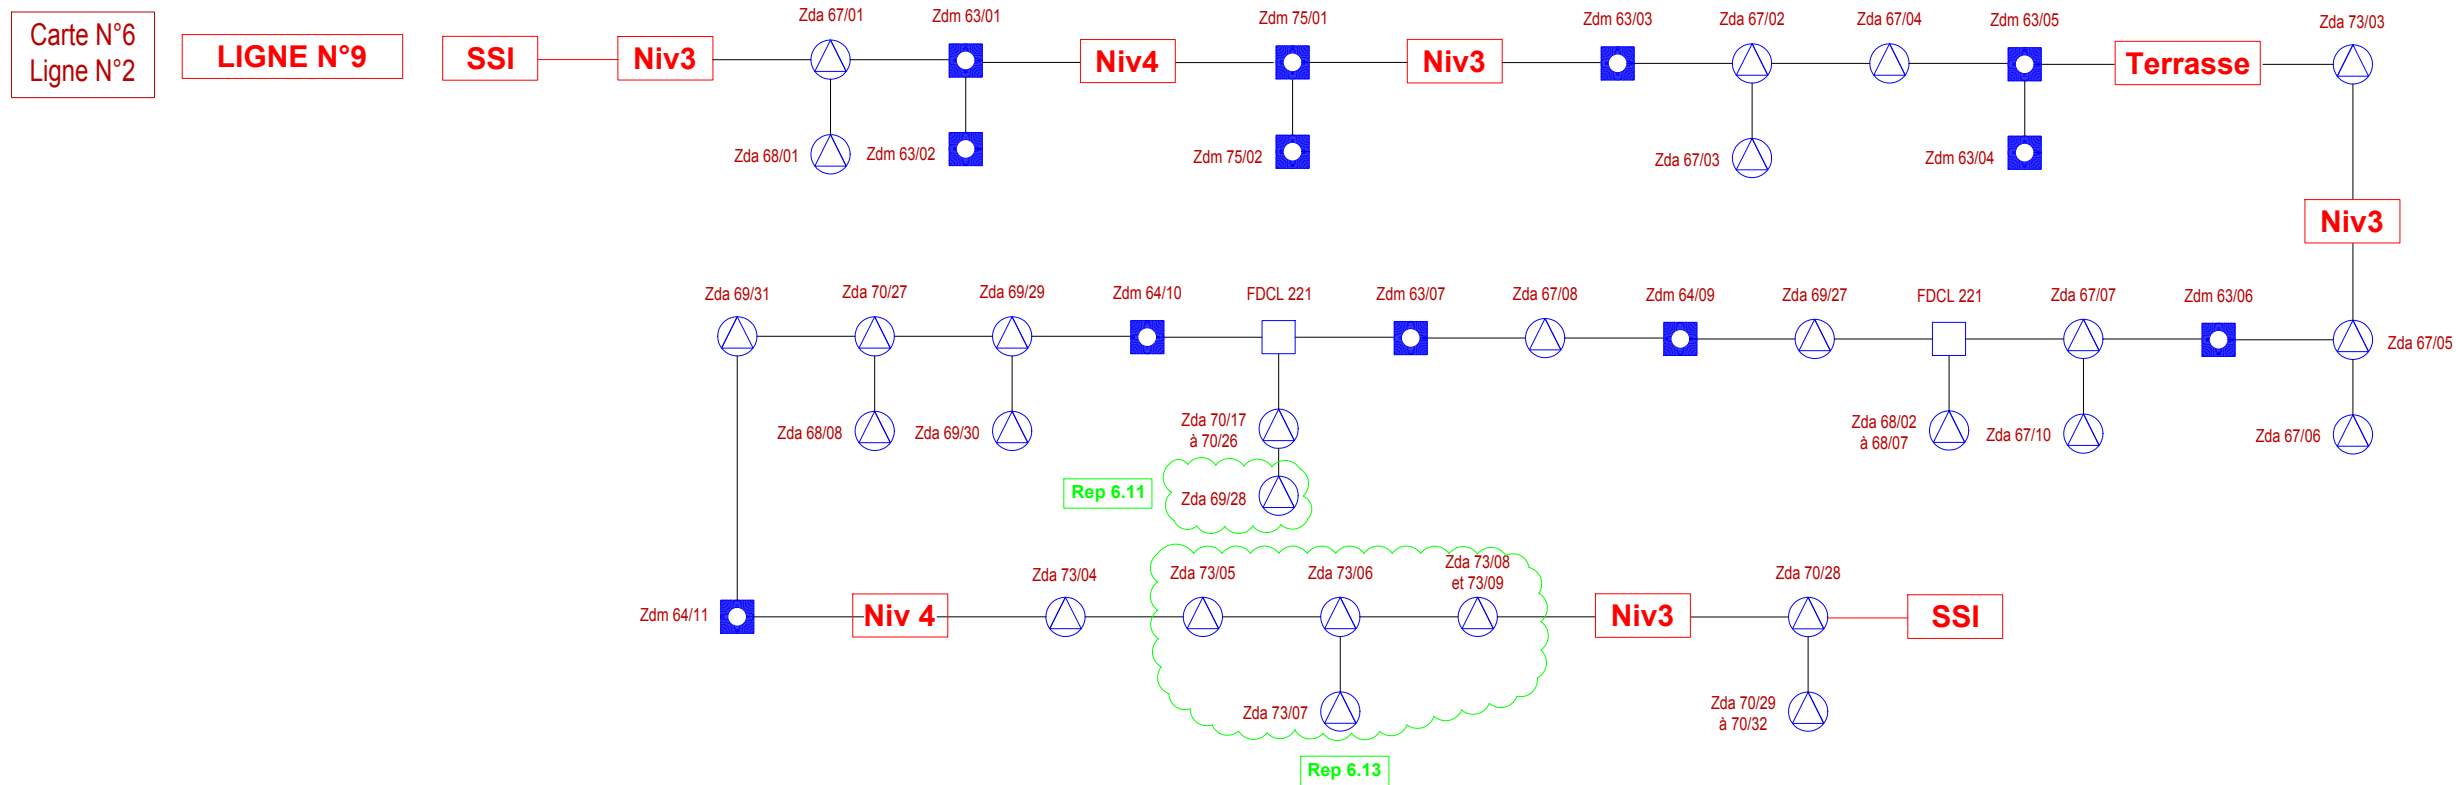 Carte N°6
Ligne N°2
LIGNE N°9
SSI
Niv3
Zda 67/01
Zdm 63/01
Niv4
Zdm 75/01
Niv3
Zdm 63/03
Zda 67/02
Zda 67/04
Zdm 63/05
Terrasse
Zda 73/03
Zda 68/01
Zdm 63/02
Zdm 75/02
Zda 67/03
Zdm 63/04
Niv3
Zda 69/31
Zda 70/27
Zda 69/29
Zdm 64/10
FDCL 221
Zdm 63/07
Zda 67/08
Zdm 64/09
Zda 69/27
FDCL 221
Zda 67/07
Zdm 63/06
Zda 67/05
Zda 68/08
Zda 69/30
Zda 70/17
à 70/26
Zda 68/02
à 68/07
Zda 67/10
Zda 67/06
Rep 6.11
Zda 69/28
Zdm 64/11
Niv 4
Zda 73/04
Zda 73/05
Zda 73/06
Zda 73/08
et 73/09
Niv3
Zda 70/28
SSI
Zda 73/07
Zda 70/29
à 70/32
Rep 6.13